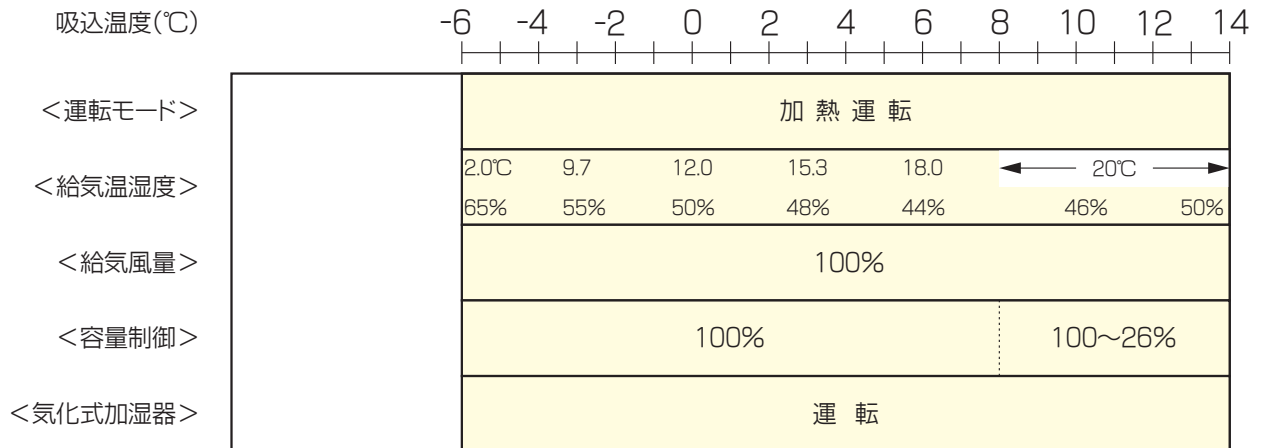 吸込温度(℃) -6 -4 -2 0 2 4 6 8 10 12 14
＜運転モード＞ 加熱運転
＜給気温湿度＞ 2.0℃ 9.7 12.0 15.3 18.0 20℃
65% 55% 50% 48% 44% 46% 50%
＜給気風量＞ 100%
＜容量制御＞ 100% 100〜26%
＜気化式加湿器＞ 運転